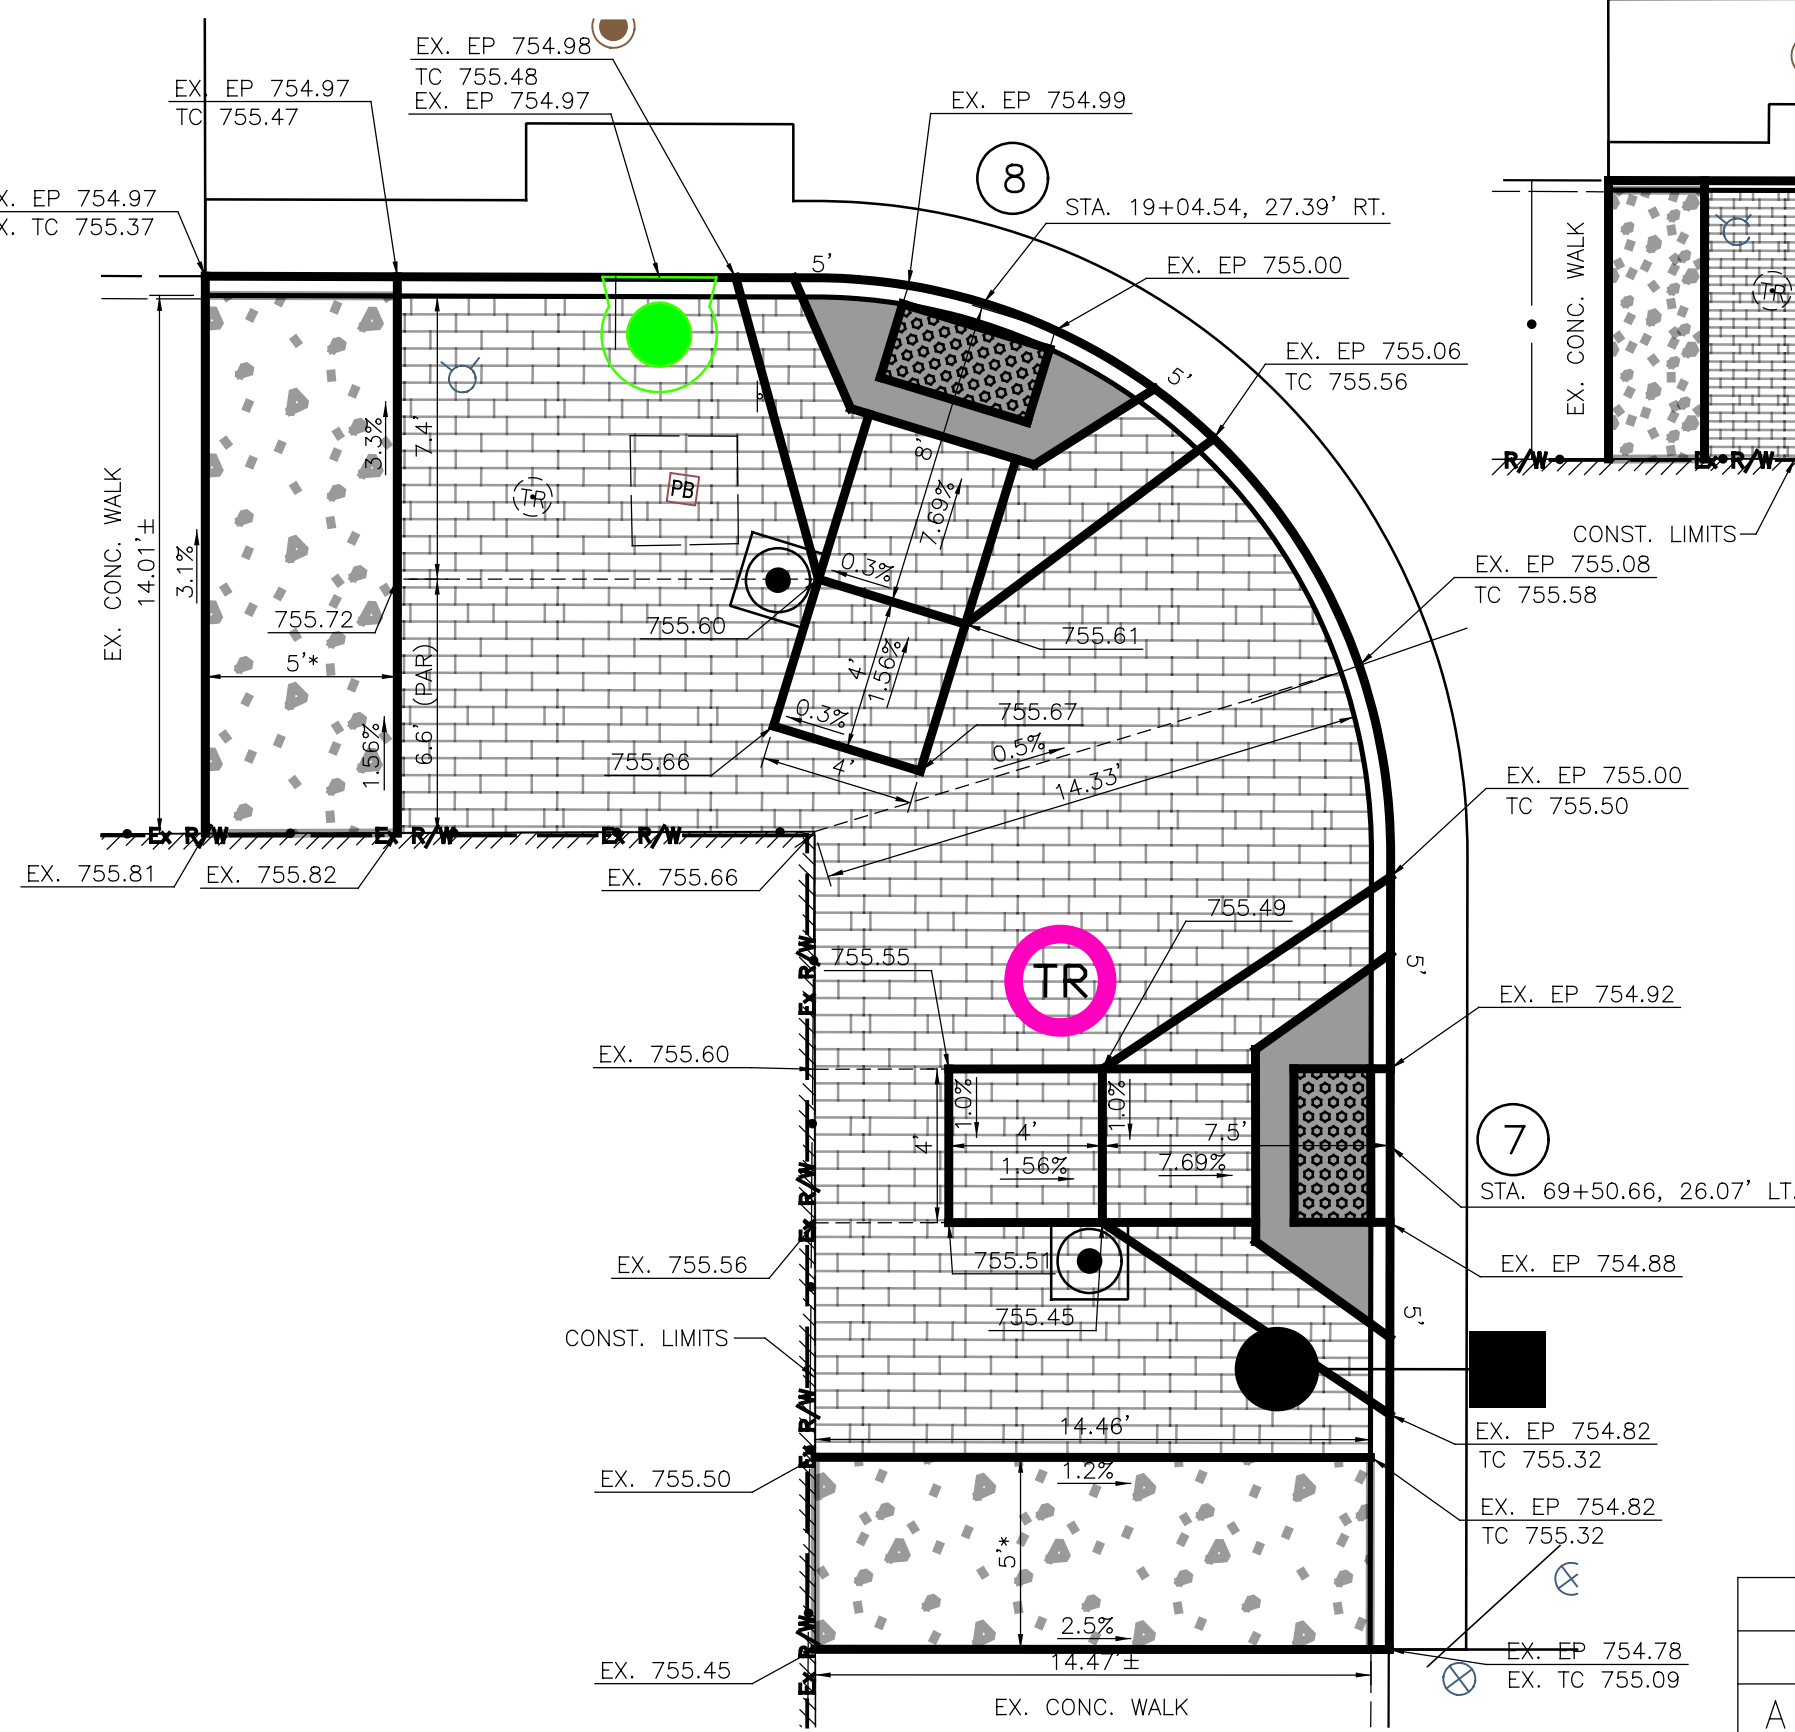 EX. EP 754.98
TC 755.48
EX. EP 754.97
EX. EP 754.97
TC 755.47
EX. EP 754.99
8
X. EP 754.97
X. TC 755.37
STA. 19+04.54, 27.39' RT.
5'
EX. EP 755.00
EX. EP 755.06
TC 755.56
5'
EX. CONC. WALK
TR
R/W
Ex R/W
CONST. LIMITS
3.3%
7.4'
8'
7.69%
TR
PB
EX. CONC. WALK
14.01'±
3.1%
0.3%
EX. EP 755.08
TC 755.58
755.72
755.60
755.61
5'*
6.6' (PAR)
1.56%
4'
1.56%
0.3%
755.67
755.66
4'
0.5%
14.33'
EX. EP 755.00
TC 755.50
Ex R/W
Ex R/W
Ex R/W
EX. 755.81
EX. 755.82
EX. 755.66
755.49
755.55
Ex R/W
TR
5'
EX. EP 754.92
EX. 755.60
1.0%
1.0%
4'
4'
7.5'
1.56%
7.69%
7
STA. 69+50.66, 26.07' LT.
Ex R/W
EX. 755.56
755.51
EX. EP 754.88
755.45
5'
CONST. LIMITS
Ex R/W
14.46'
EX. EP 754.82
TC 755.32
EX. 755.50
1.2%
EX. EP 754.82
TC 755.32
5'*
2.5%
Ex R/W
EX. 755.45
14.47'±
EX. EP 754.78
EX. TC 755.09
EX. CONC. WALK
A